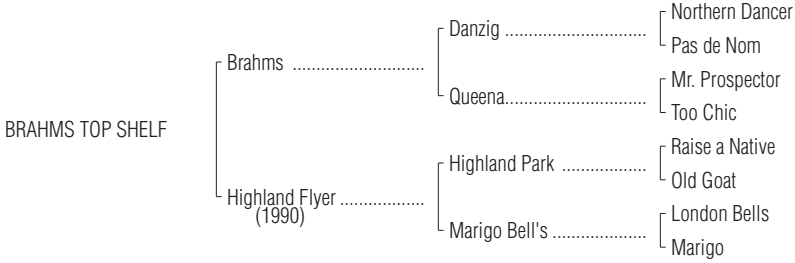 Northern Dancer
Danzig ..............................
Pas de Nom
Brahms ............................
Mr. Prospector
Queena..............................
Too Chic
BRAHMS TOP SHELF
Raise a Native
Highland Park ..................
Old Goat
Highland Flyer ..................
(1990)
London Bells
Marigo Bell's ....................
Marigo